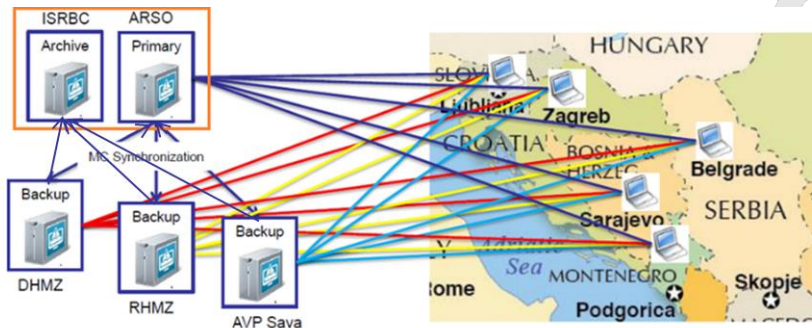 ISRBC
ARSO
Archive
Primary
MC Synchronization
Backup
Backup
Backup
DHMZ
RHMZ
AVP Sava
HUNGARY
Ljubljana
Zagreb
CROATIA
BOSNIA &
HERZEG.
Belgrade
SERBIA
Sarajevo
Adriatic
Sea
MONTENEGRO
Skopje
Podgorica